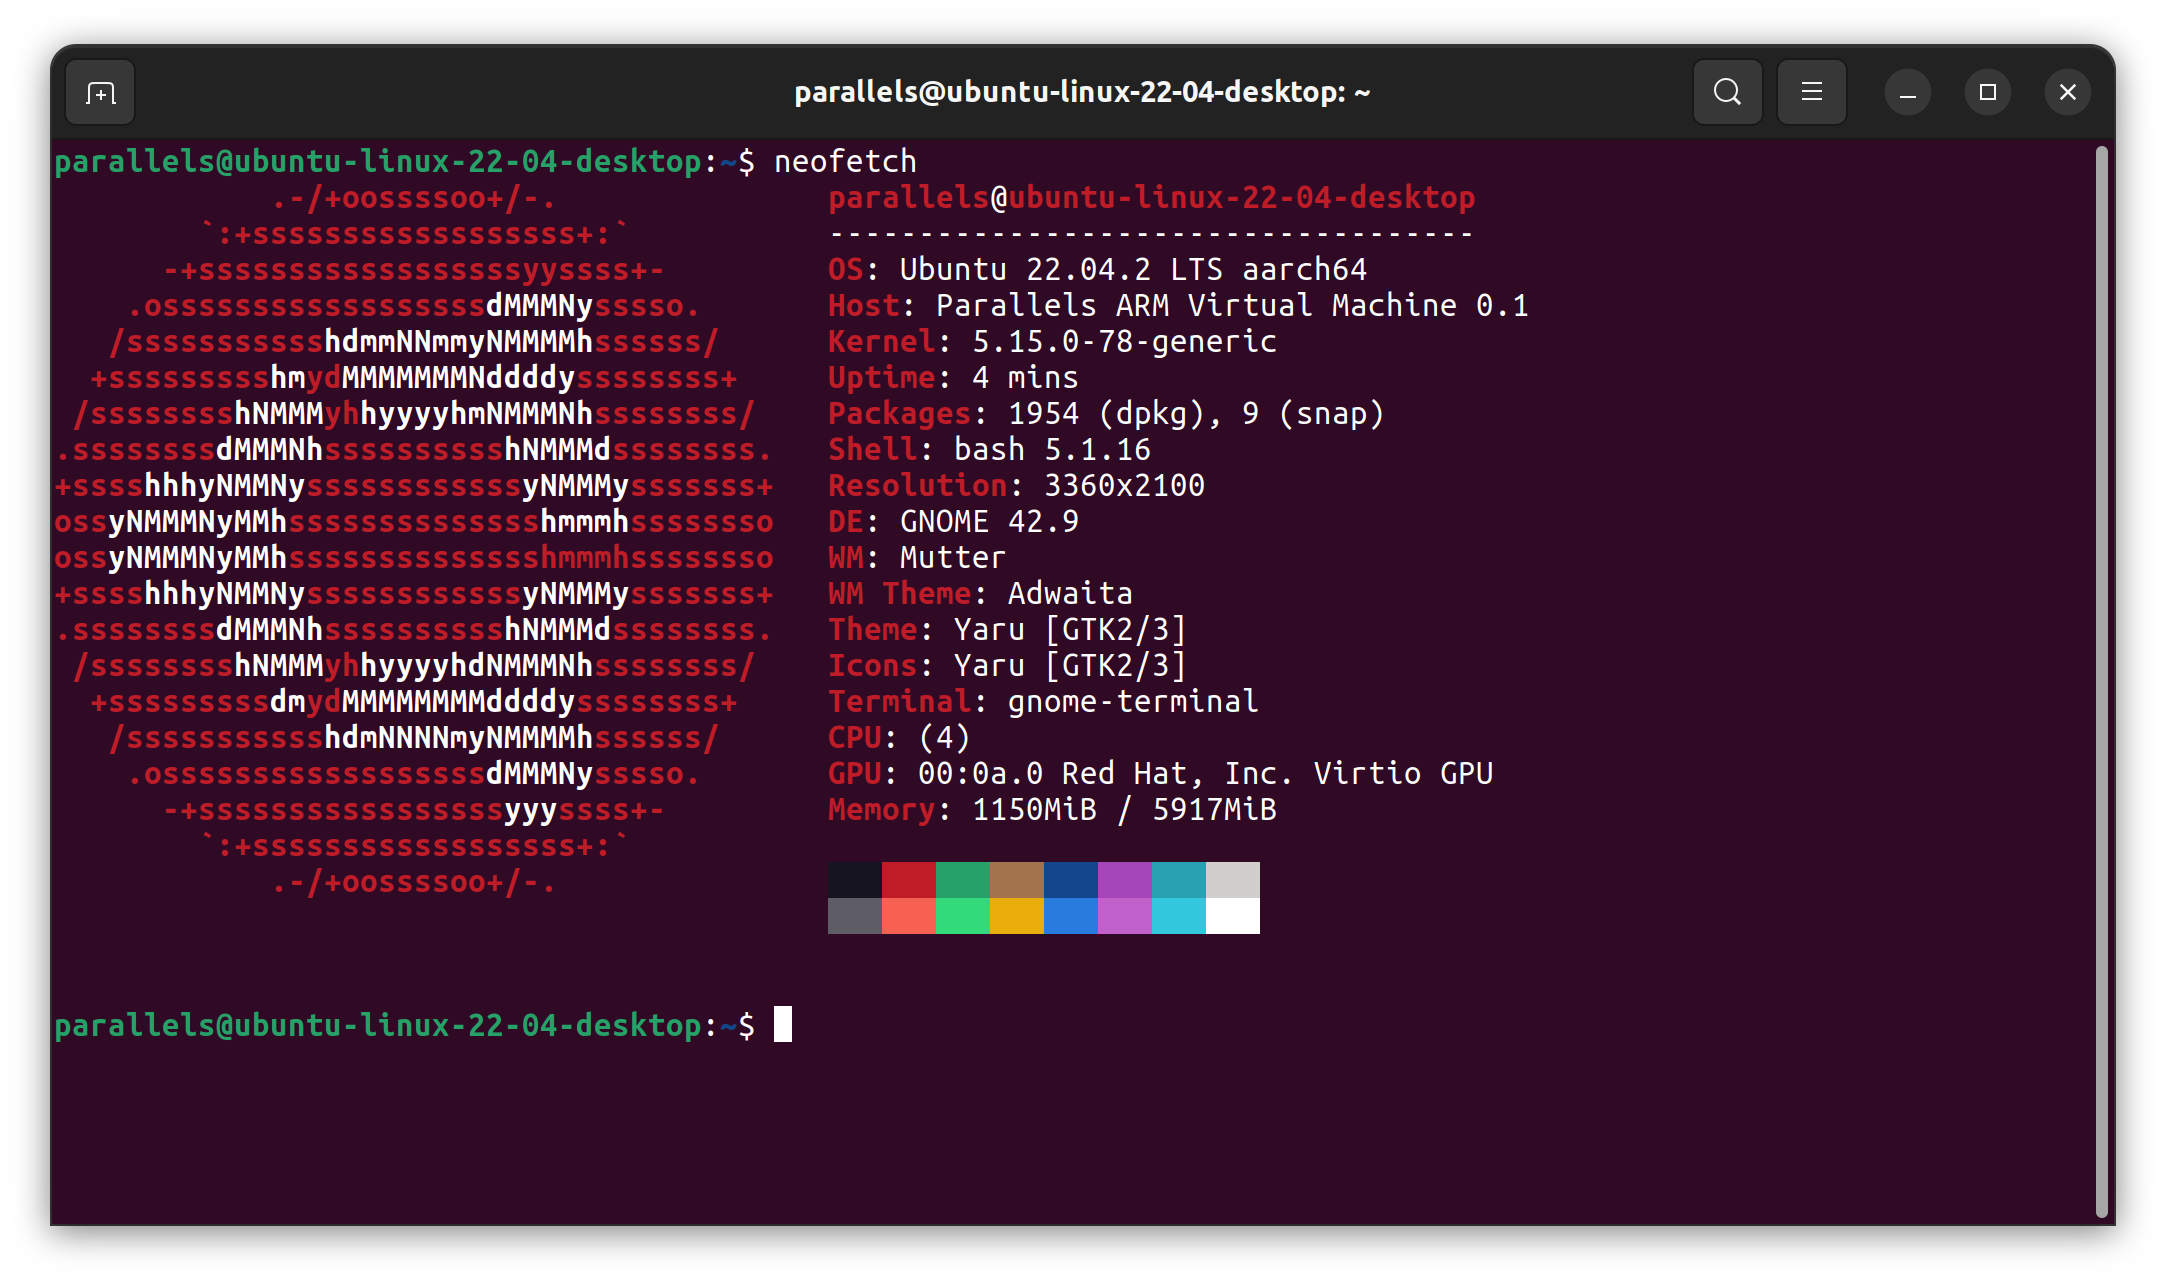 parallels@ubuntu-linux-22-04-desktop: ~
parallels@ubuntu-linux-22-04-desktop:~$ neofetch
            .-/+oossssoo+/-.               parallels@ubuntu-linux-22-04-desktop
        `:+ssssssssssssssssss+:`           ------------------------------------
      -+ssssssssssssssssssyyssss+-         OS: Ubuntu 22.04.2 LTS aarch64
    .ossssssssssssssssssdMMMNysssso.       Host: Parallels ARM Virtual Machine 0.1
   /ssssssssssshdmmNNmmyNMMMMhssssss/      Kernel: 5.15.0-78-generic
  +ssssssssshmydMMMMMMMNddddyssssssss+     Uptime: 4 mins
 /sssssssshNMMMyhhyyyyhmNMMMNhssssssss/    Packages: 1954 (dpkg), 9 (snap)
.ssssssssdMMMNhsssssssssshNMMMdssssssss.   Shell: bash 5.1.16
+sssshhhyNMMNyssssssssssssyNMMMysssssss+   Resolution: 3360x2100
ossyNMMMNyMMhsssssssssssssshmmmhssssssso   DE: GNOME 42.9
ossyNMMMNyMMhsssssssssssssshmmmhssssssso   WM: Mutter
+sssshhhyNMMNyssssssssssssyNMMMysssssss+   WM Theme: Adwaita
.ssssssssdMMMNhsssssssssshNMMMdssssssss.   Theme: Yaru [GTK2/3]
 /sssssssshNMMMyhhyyyyhdNMMMNhssssssss/    Icons: Yaru [GTK2/3]
  +sssssssssdmydMMMMMMMMddddyssssssss+     Terminal: gnome-terminal
   /ssssssssssshdmNNNNmyNMMMMhssssss/      CPU: (4)
    .ossssssssssssssssssdMMMNysssso.       GPU: 00:0a.0 Red Hat, Inc. Virtio GPU
      -+sssssssssssssssssyyyssss+-         Memory: 1150MiB / 5917MiB
        `:+ssssssssssssssssss+:`
            .-/+oossssoo+/-.
parallels@ubuntu-linux-22-04-desktop:~$